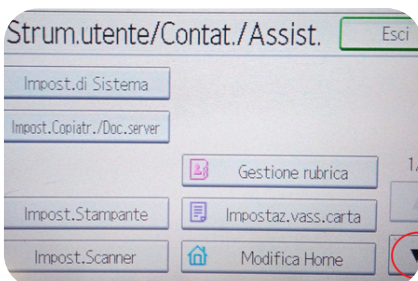 Strum.utente/Contat./Assist.
Esci
Impost.di Sistema
Impost.Copiatr./Doc.server
Gestione rubrica
1/
Impost.Stampante
Impostaz.vass.carta
Impost.Scanner
Modifica Home